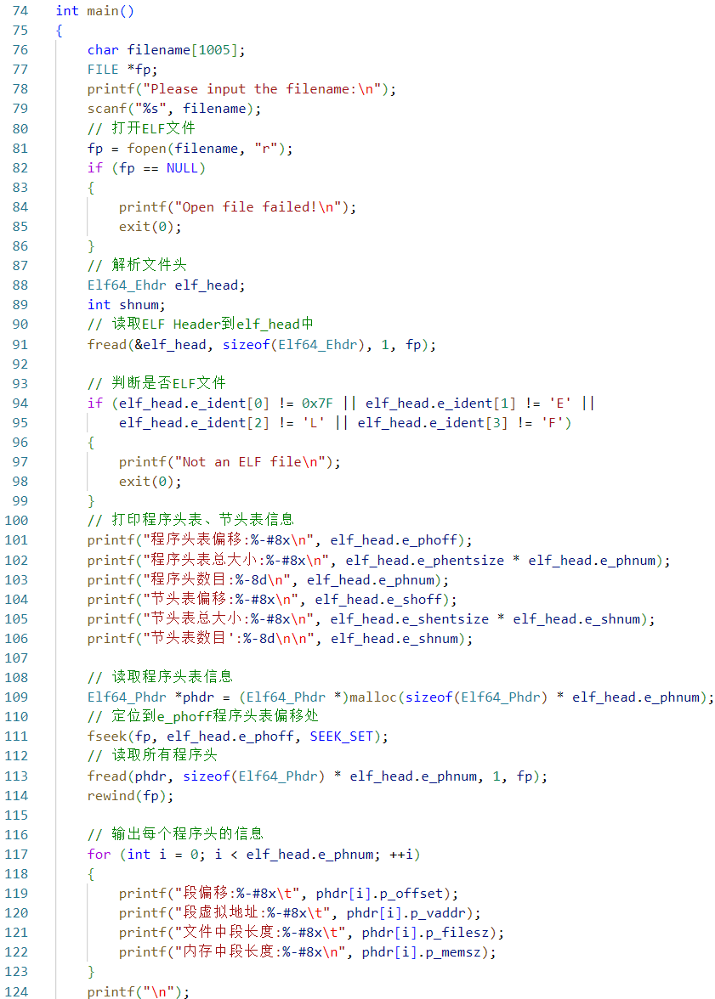 74 int main()
75 {
76     char filename[1005];
77     FILE *fp;
78     printf("Please input the filename:\n");
79     scanf("%s", filename);
80     // 打开ELF文件
81     fp = fopen(filename, "r");
82     if (fp == NULL)
83     {
84         printf("Open file failed!\n");
85         exit(0);
86     }
87     // 解析文件头
88     Elf64_Ehdr elf_head;
89     int shnum;
90     // 读取ELF Header到elf_head中
91     fread(&elf_head, sizeof(Elf64_Ehdr), 1, fp);
92
93     // 判断是否ELF文件
94     if (elf_head.e_ident[0] != 0x7F || elf_head.e_ident[1] != 'E' ||
95         elf_head.e_ident[2] != 'L' || elf_head.e_ident[3] != 'F')
96     {
97         printf("Not an ELF file\n");
98         exit(0);
99     }
100     // 打印程序头表、节头表信息
101     printf("程序头表偏移:%-#8x\n", elf_head.e_phoff);
102     printf("程序头表总大小:%-#8x\n", elf_head.e_phentsize * elf_head.e_phnum);
103     printf("程序头数目:%-8d\n", elf_head.e_phnum);
104     printf("节头表偏移:%-#8x\n", elf_head.e_shoff);
105     printf("节头表总大小:%-#8x\n", elf_head.e_shentsize * elf_head.e_shnum);
106     printf("节头表数目':%-8d\n\n", elf_head.e_shnum);
107
108     // 读取程序头表信息
109     Elf64_Phdr *phdr = (Elf64_Phdr *)malloc(sizeof(Elf64_Phdr) * elf_head.e_phnum);
110     // 定位到e_phoff程序头表偏移处
111     fseek(fp, elf_head.e_phoff, SEEK_SET);
112     // 读取所有程序头
113     fread(phdr, sizeof(Elf64_Phdr) * elf_head.e_phnum, 1, fp);
114     rewind(fp);
115
116     // 输出每个程序头的信息
117     for (int i = 0; i < elf_head.e_phnum; ++i)
118     {
119         printf("段偏移:%-#8x\t", phdr[i].p_offset);
120         printf("段虚拟地址:%-#8x\t", phdr[i].p_vaddr);
121         printf("文件中段长度:%-#8x\t", phdr[i].p_filesz);
122         printf("内存中段长度:%-#8x\n", phdr[i].p_memsz);
123     }
124     printf("\n");